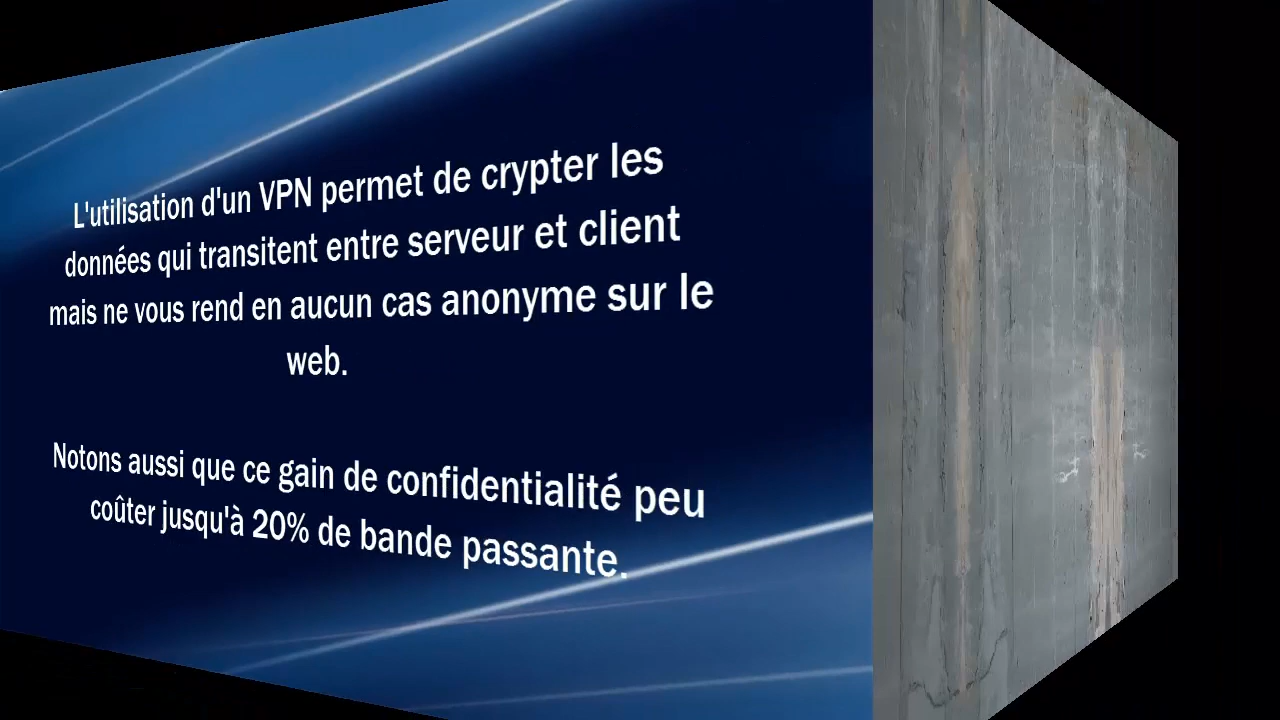 L'utilisation d'un VPN permet de crypter les
données qui transitent entre serveur et client
mais ne vous rend en aucun cas anonyme sur le
web.
Notons aussi que ce gain de confidentialité peu
coûter jusqu'à 20% de bande passante.